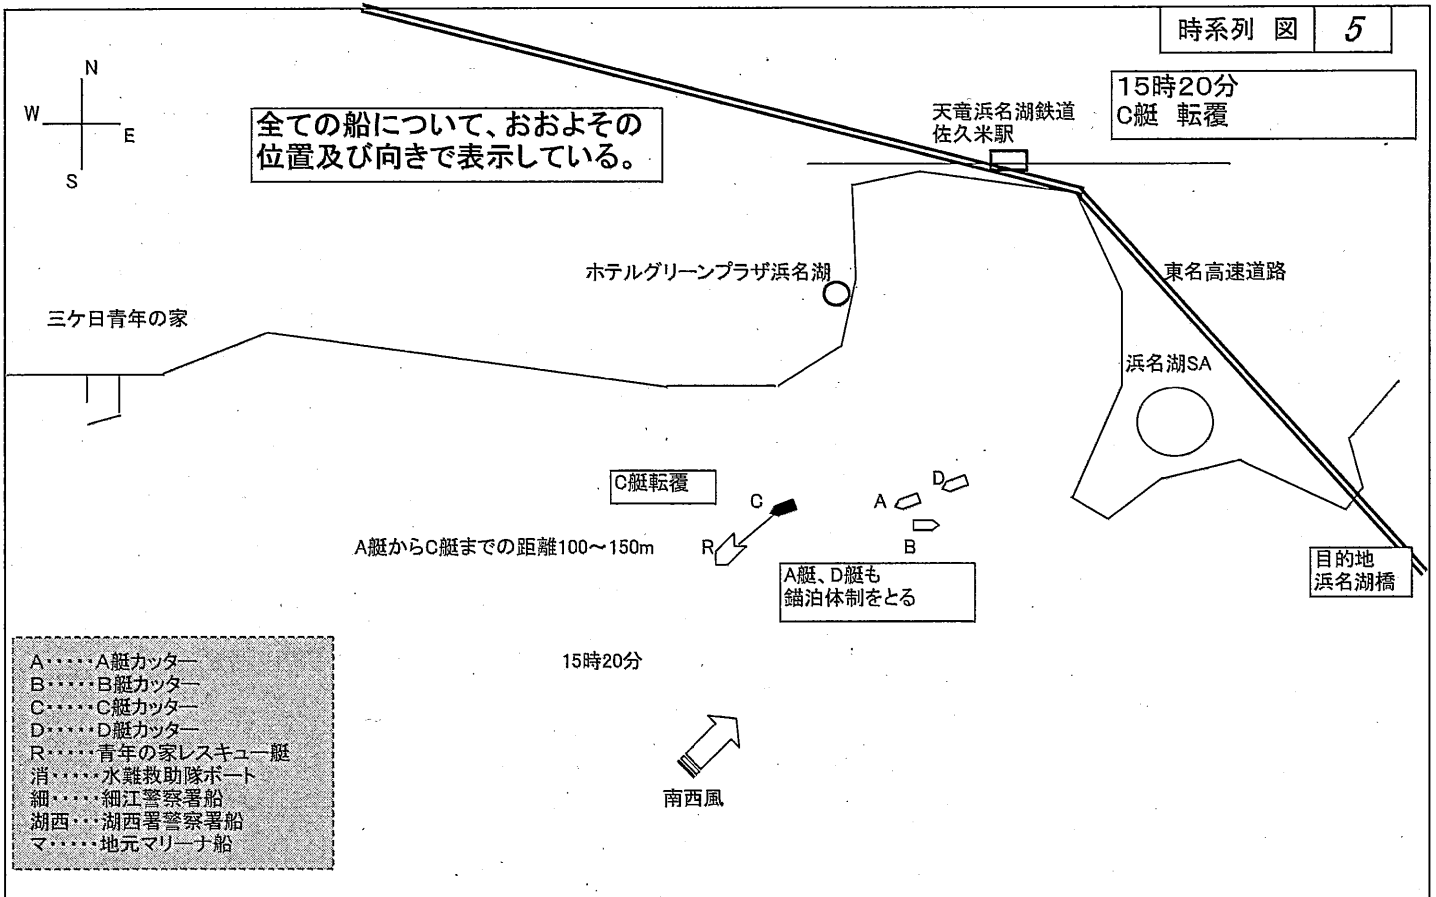 時系列 図 5
15時20分
C艇 転覆
N
W
E
S
全ての船について、おおよその
位置及び向きで表示している。
天竜浜名湖鉄道
佐久米駅
ホテルグリーンプラザ浜名湖
東名高速道路
三ケ日青年の家
浜名湖SA
C艇転覆
C
A
D
B
R
A艇からC艇までの距離100～150m
A艇、D艇も
錨泊体制をとる
目的地
浜名湖橋
15時20分
南西風
A・・・・・A艇カッター
B・・・・・B艇カッター
C・・・・・C艇カッター
D・・・・・D艇カッター
R・・・・・青年の家レスキュー艇
消・・・・・水難救助隊ボート
細・・・・・細江警察署船
湖西・・・湖西署警察署船
マ・・・・・地元マリーナ船